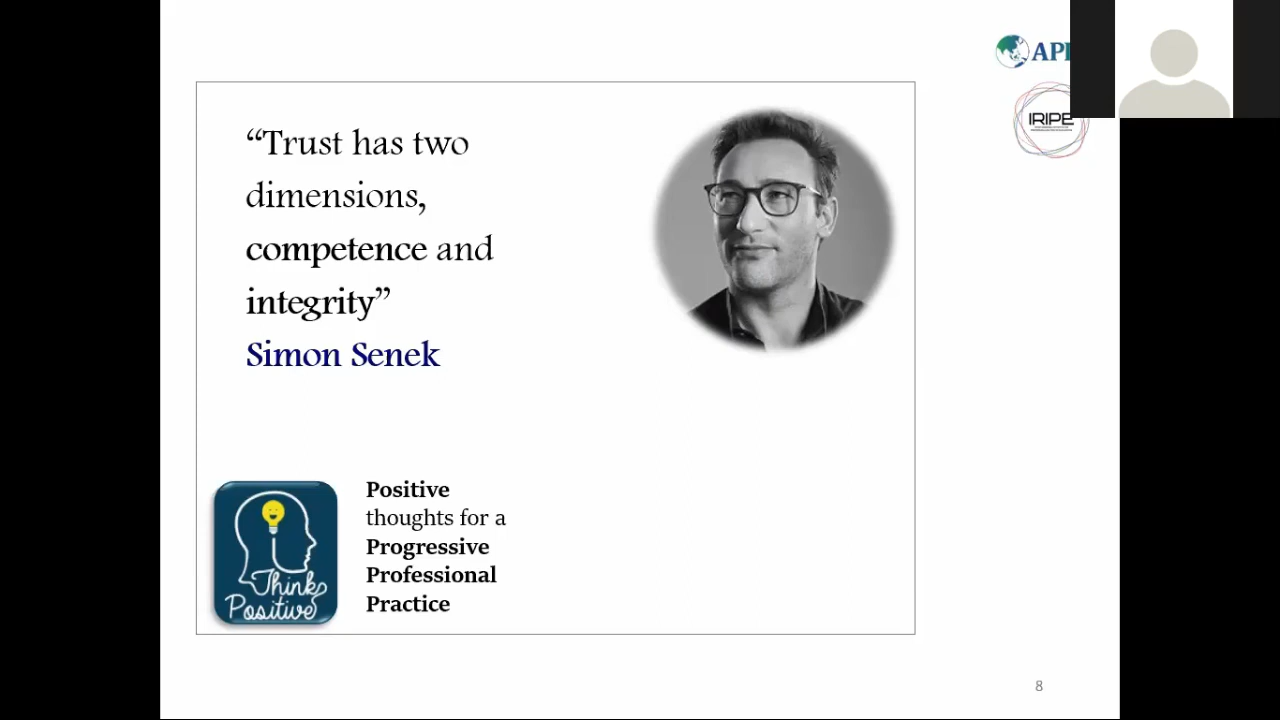 “Trust has two
dimensions,
competence and
integrity”
Simon Senek
Think
Positive
Positive
thoughts for a
Progressive
Professional
Practice
IRIPE
8